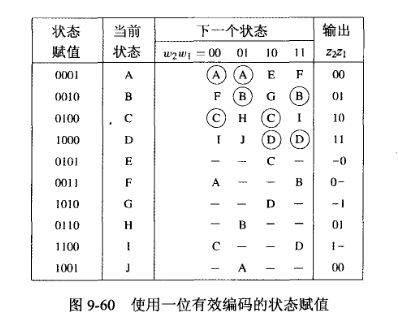 状态 当前 下一个状态 输出
赋值 状态 w₂w₁ = 00 01 10 11 z₂z₁
0001 A A A E F 00
0010 B F B G B 01
0100 C C H C I 10
1000 D I J D D 11
0101 E — — C — -0
0011 F A — — B 0-
1010 G — — D — -1
0110 H — B — — 01
1100 I C — — D 1-
1001 J — A — — 00
图 9-60 使用一位有效编码的状态赋值